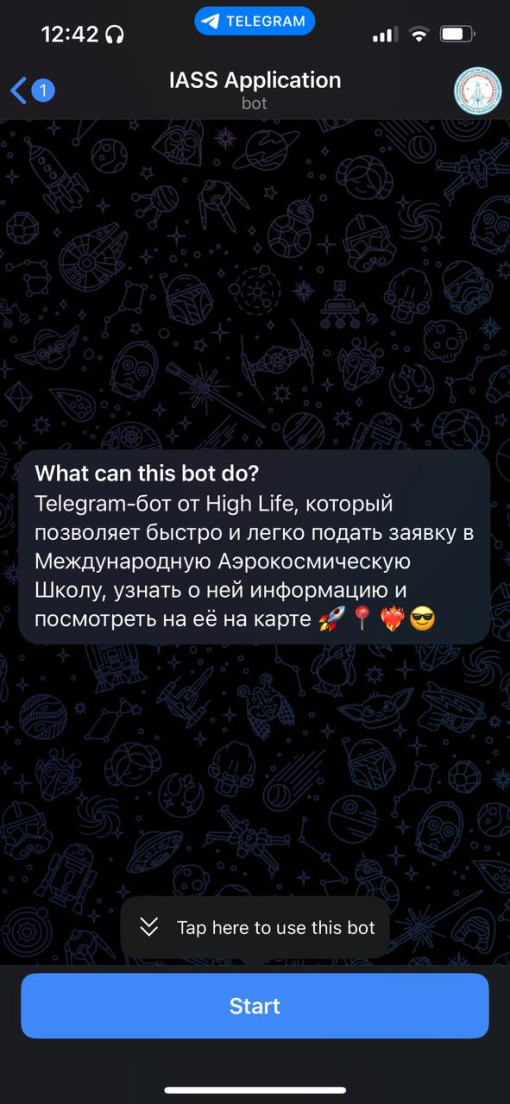 12:42
TELEGRAM
1
IASS Application
bot
What can this bot do?
Telegram-бот от High Life, который
позволяет быстро и легко подать заявку в
Международную Аэрокосмическую
Школу, узнать о ней информацию и
посмотреть на её на карте 🚀📍❤️‍🔥😎
Tap here to use this bot
Start